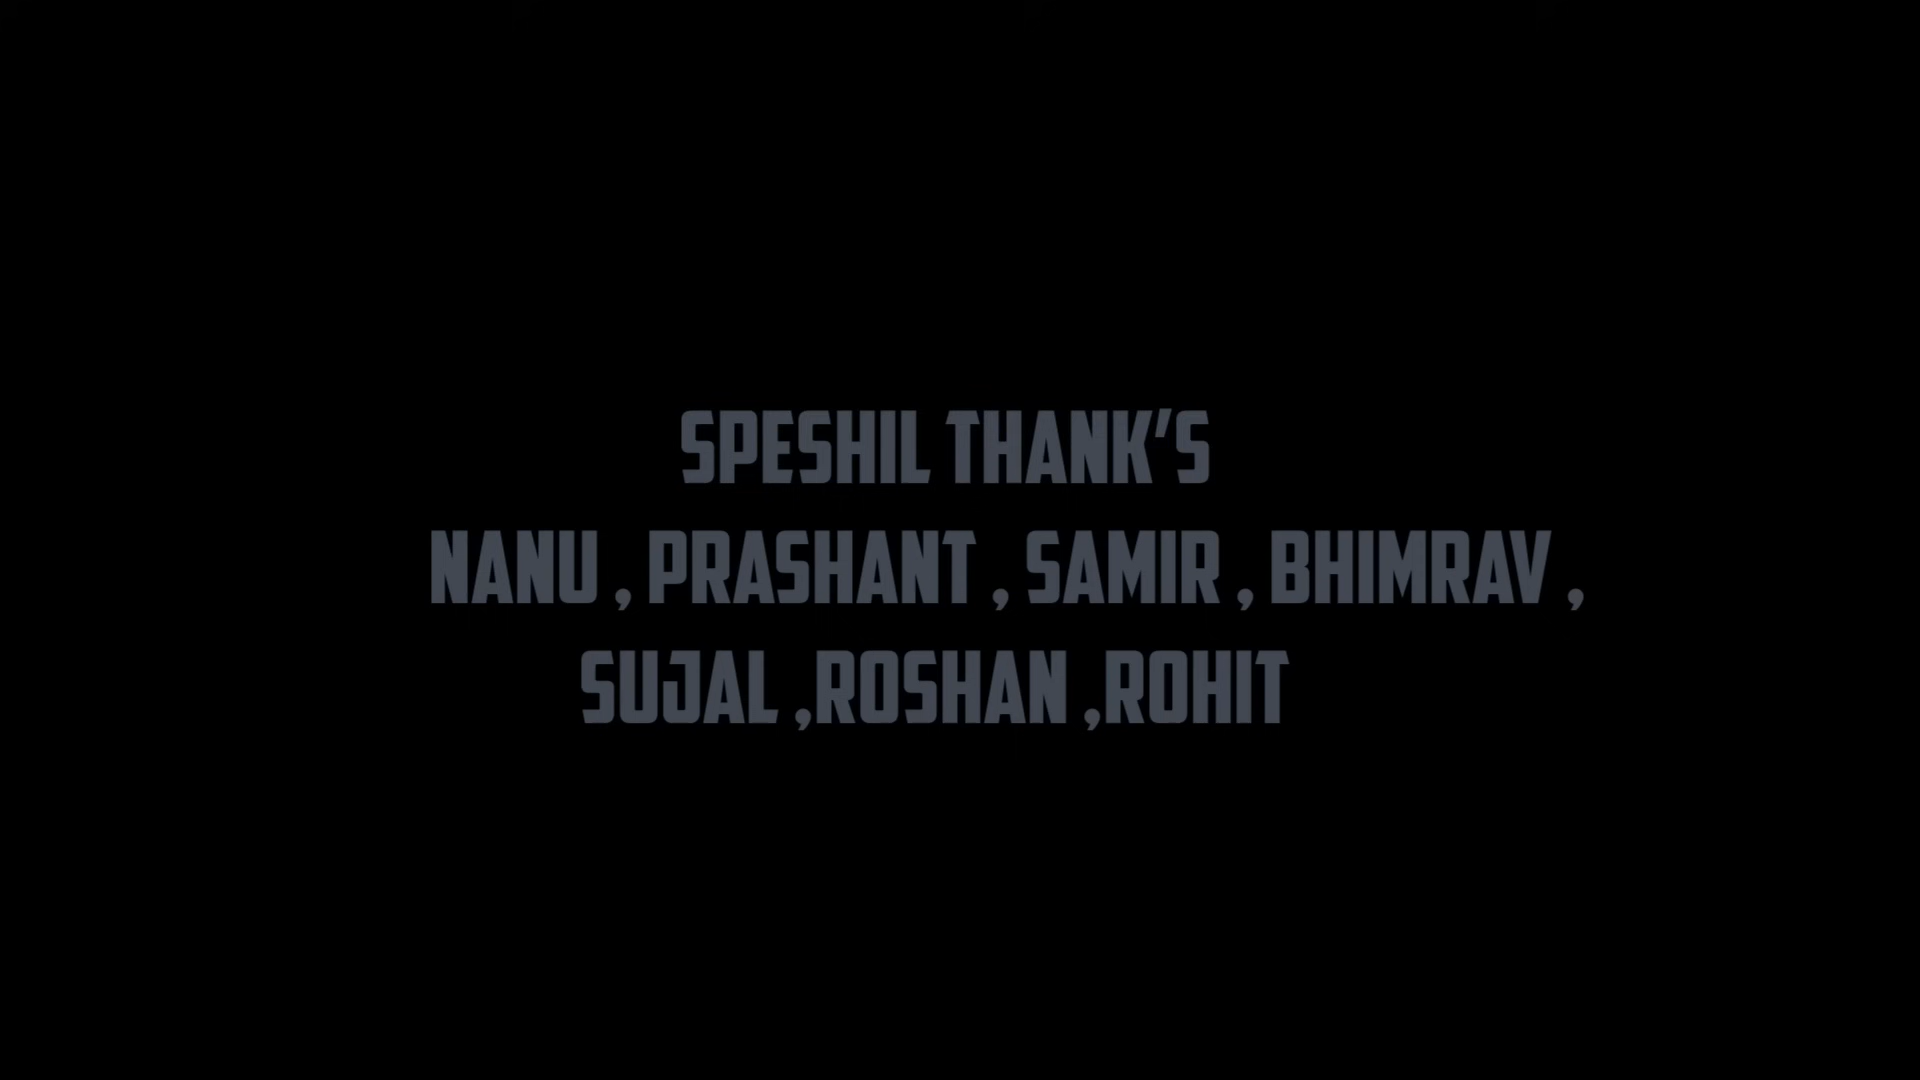 SPESHIL THANK'S
NANU , PRASHANT , SAMIR , BHIMRAV ,
SUJAL ,ROSHAN ,ROHIT